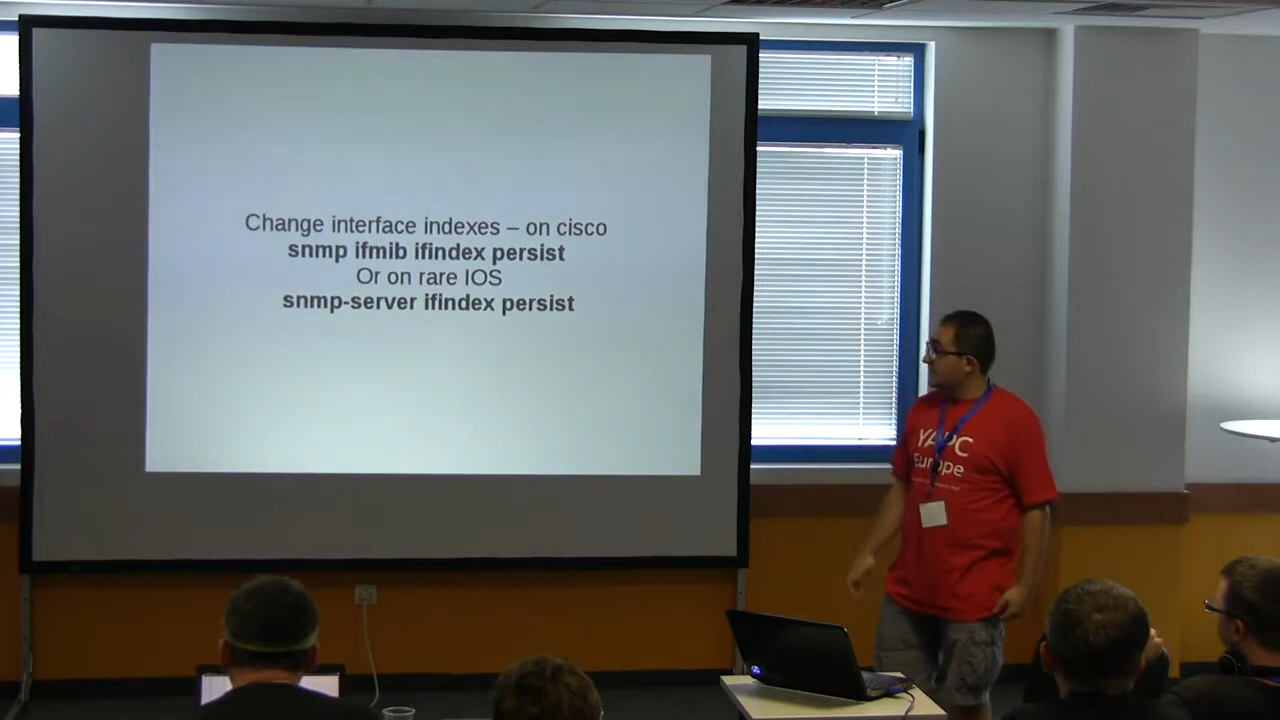 Change interface indexes – on cisco
snmp ifmib ifindex persist
Or on rare IOS
snmp-server ifindex persist
YAPC
Europe